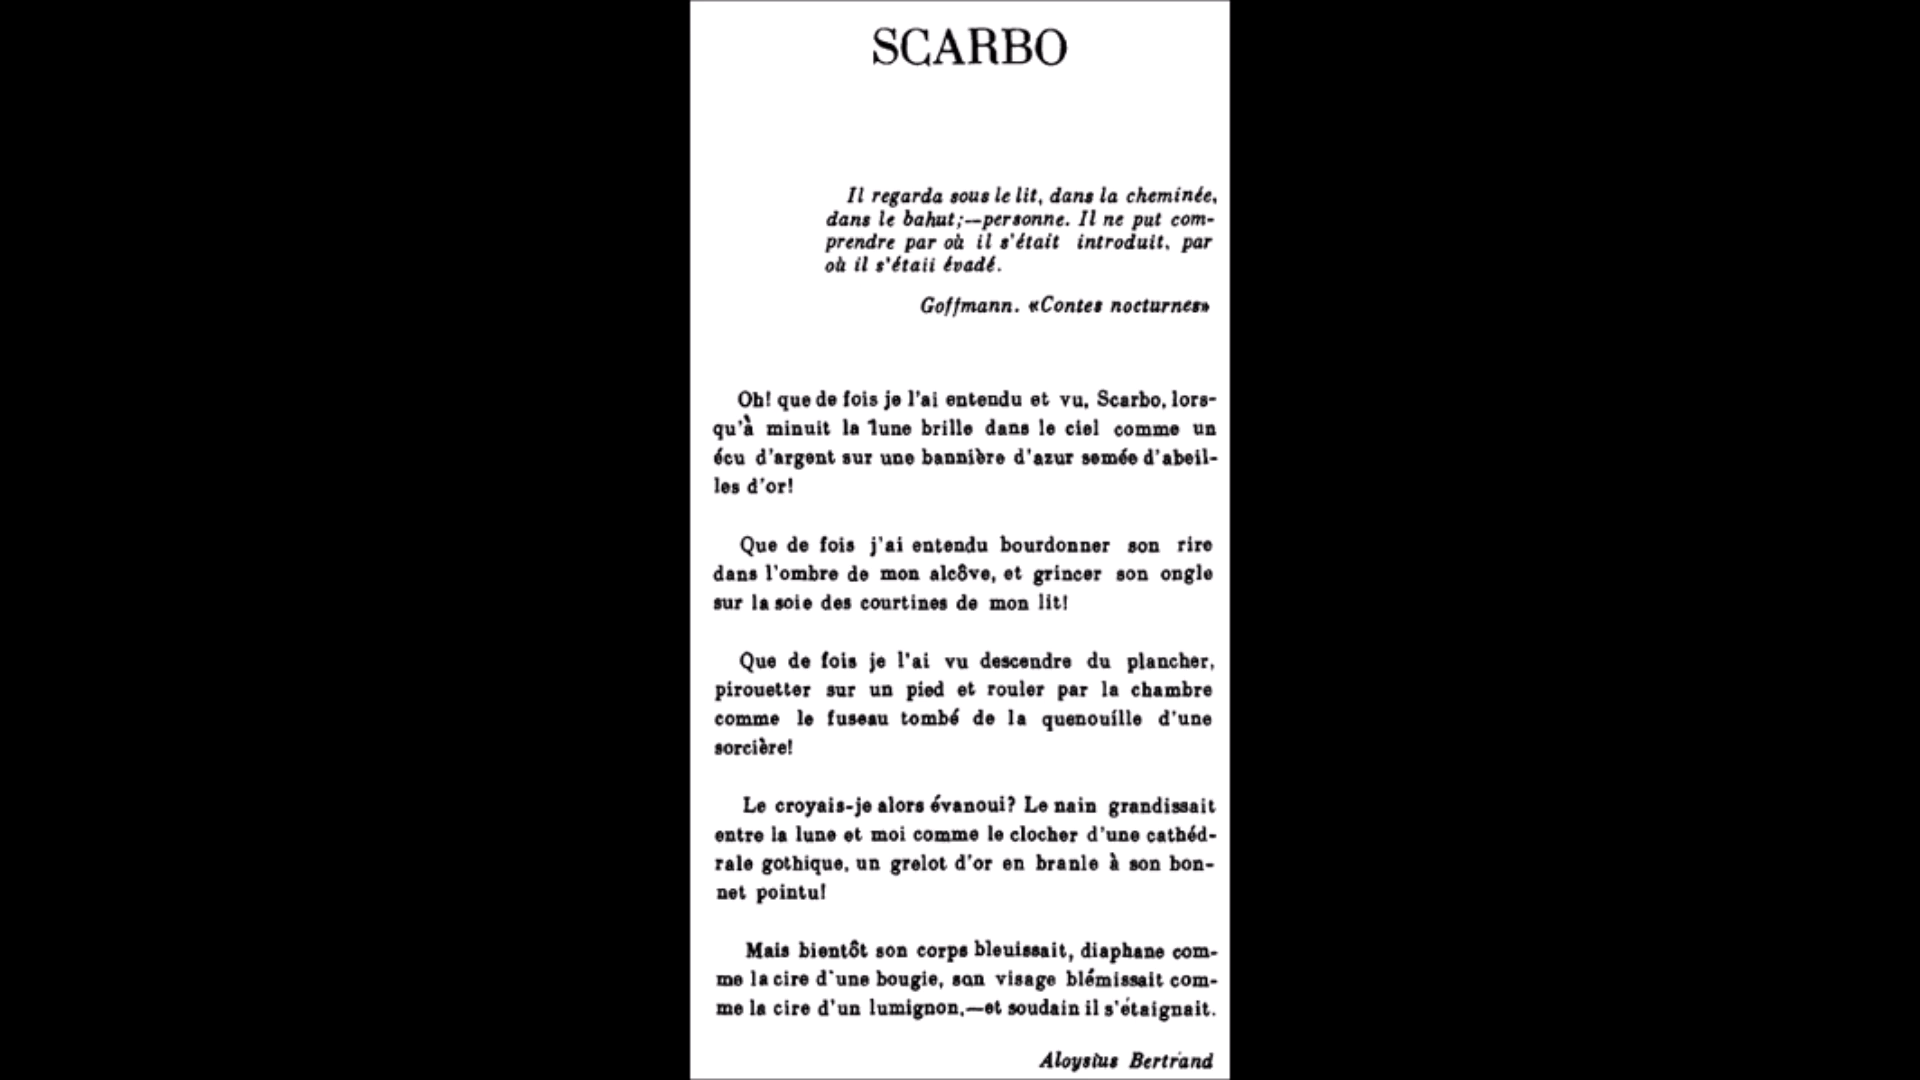 SCARBO
Il regarda sous le lit, dans la cheminée,
dans le bahut;—personne. Il ne put com-
prendre par où il s'était introduit, par
où il s'étaii évadé.
Goffmann. «Contes nocturnes»
Oh! que de fois je l'ai entendu et vu, Scarbo, lors-
qu'à minuit la lune brille dans le ciel comme un
écu d'argent sur une bannière d'azur semée d'abeil-
les d'or!
Que de fois j'ai entendu bourdonner son rire
dans l'ombre de mon alcôve, et grincer son ongle
sur la soie des courtines de mon lit!
Que de fois je l'ai vu descendre du plancher,
pirouetter sur un pied et rouler par la chambre
comme le fuseau tombé de la quenouílle d'une
sorcière!
Le croyais-je alors évanoui? Le nain grandissait
entre la lune et moi comme le clocher d'une cathéd-
rale gothique, un grelot d'or en branle à son bon-
net pointu!
Mais bientôt son corps bleuissait, diaphane com-
me la cire d'une bougie, son visage blémissait com-
me la cire d'un lumignon,—et soudain il s'étaignait.
Aloysius Bertrand